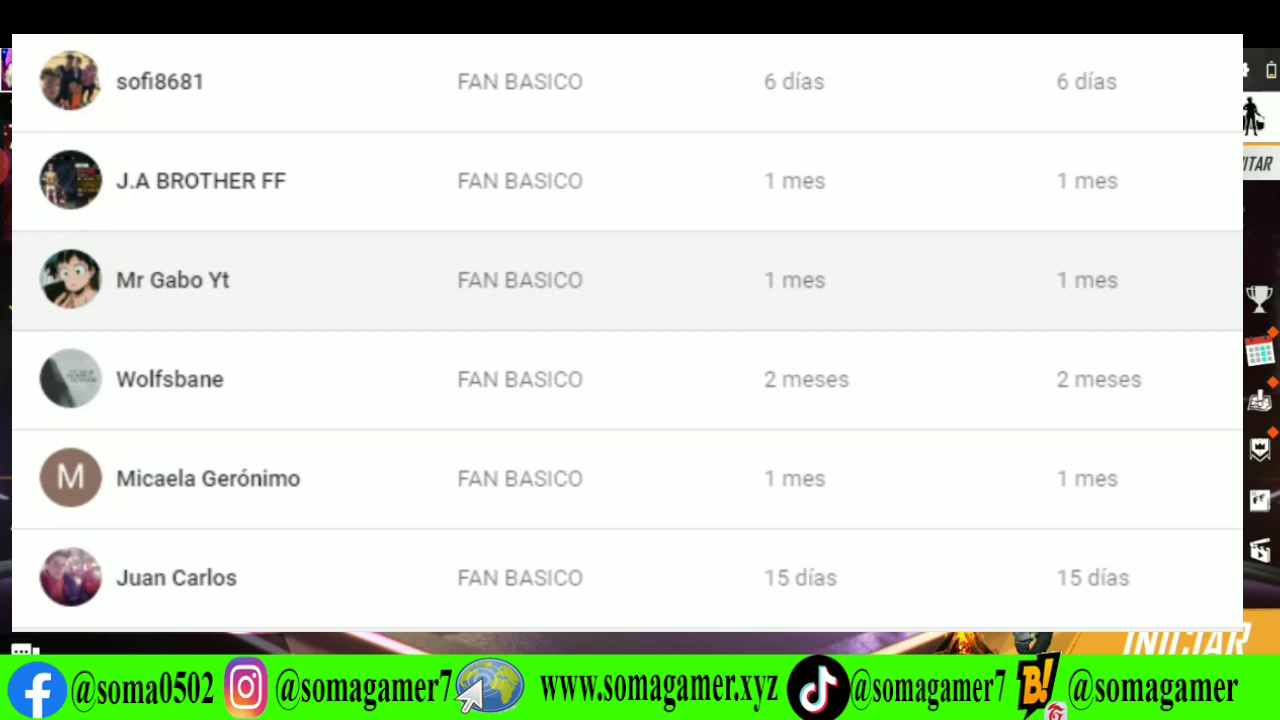 sofi8681 FAN BASICO 6 días 6 días
J.A BROTHER FF FAN BASICO 1 mes 1 mes
ITAR
Mr Gabo Yt FAN BASICO 1 mes 1 mes
Wolfsbane FAN BASICO 2 meses 2 meses
M Micaela Gerónimo FAN BASICO 1 mes 1 mes
Juan Carlos FAN BASICO 15 días 15 días
INICIAR
@soma0502 @somagamer7 www.somagamer.xyz @somagamer7 B! @somagamer